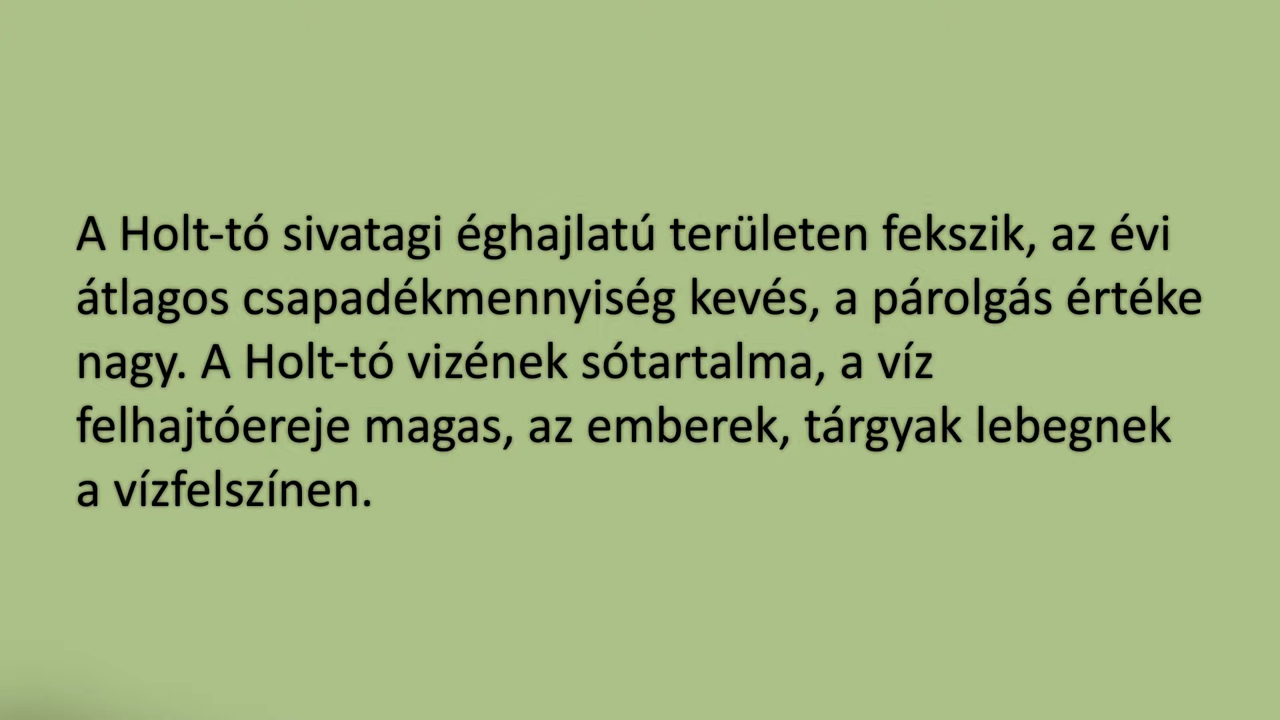 A Holt-tó sivatagi éghajlatú területen fekszik, az évi
átlagos csapadékmennyiség kevés, a párolgás értéke
nagy. A Holt-tó vizének sótartalma, a víz
felhajtóereje magas, az emberek, tárgyak lebegnek
a vízfelszínen.